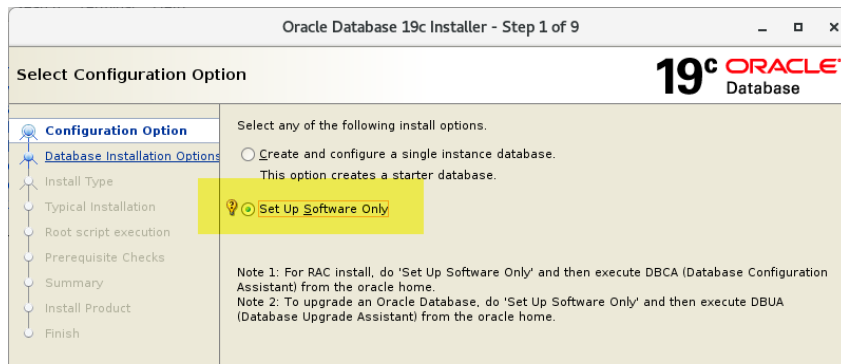 Oracle Database 19c Installer - Step 1 of 9
Select Configuration Option
19c ORACLE
Database
Configuration Option
Database Installation Options
Install Type
Typical Installation
Root script execution
Prerequisite Checks
Summary
Install Product
Finish
Select any of the following install options.
Create and configure a single instance database.
This option creates a starter database.
Set Up Software Only
Note 1: For RAC install, do 'Set Up Software Only' and then execute DBCA (Database Configuration
Assistant) from the oracle home.
Note 2: To upgrade an Oracle Database, do 'Set Up Software Only' and then execute DBUA
(Database Upgrade Assistant) from the oracle home.